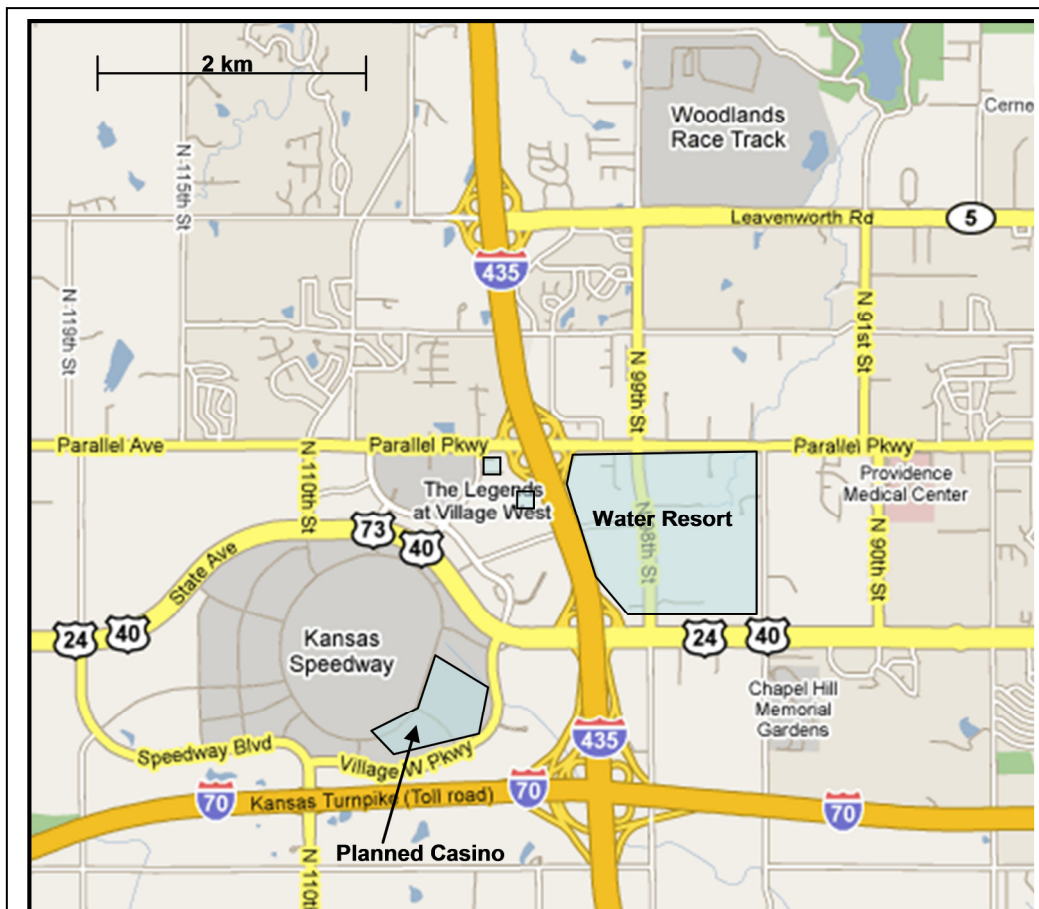 2 km
Woodlands
Race Track
Cerne
N 115th St
Leavenworth Rd
5
435
N 119th St
N 99th St
N 91st St
Parallel Ave
Parallel Pkwy
Parallel Pkwy
N 110th St
The Legends
at Village West
Providence
Medical Center
Water Resort
N 98th St
N 90th St
73
40
State Ave
24
40
Kansas
Speedway
24
40
Chapel Hill
Memorial
Gardens
435
Speedway Blvd
Village W Pkwy
70
Kansas Turnpike (Toll road)
70
70
Planned Casino
N 110t